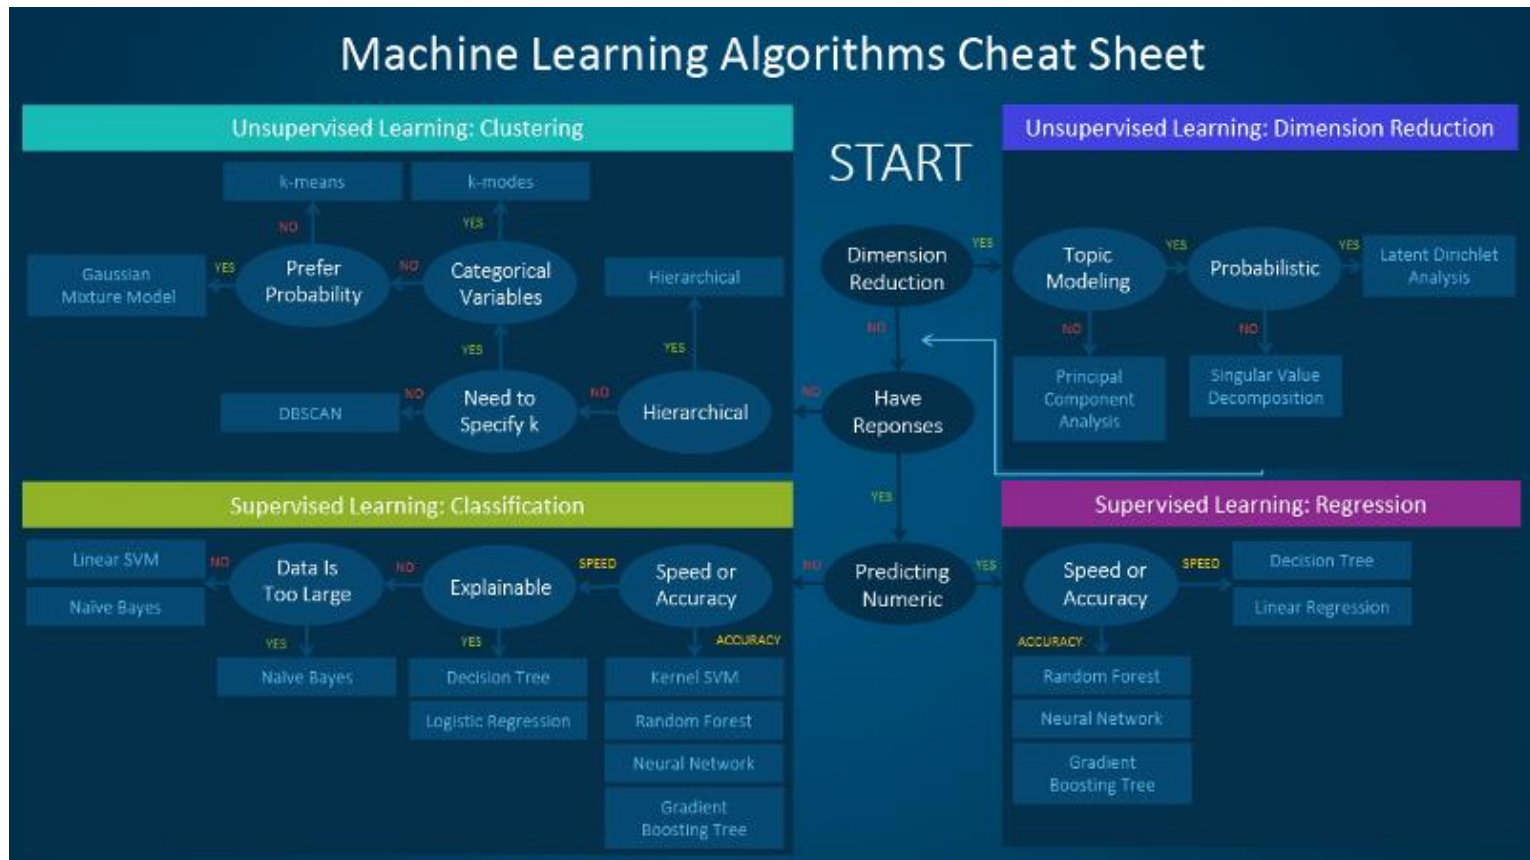 Machine Learning Algorithms Cheat Sheet
Unsupervised Learning: Clustering
k-means
k-modes
NO
YES
Gaussian
Mixture Model
YES
Prefer
Probability
NO
Categorical
Variables
Hierarchical
YES
YES
DBSCAN
NO
Need to
Specify k
NO
Hierarchical
NO
START
Dimension
Reduction
YES
NO
Have
Reponses
YES
Predicting
Numeric
NO
YES
Unsupervised Learning: Dimension Reduction
Topic
Modeling
YES
Probabilistic
YES
Latent Dirichlet
Analysis
NO
NO
Principal
Component
Analysis
Singular Value
Decomposition
Supervised Learning: Classification
Linear SVM
Naïve Bayes
NO
Data Is
Too Large
NO
Explainable
SPEED
Speed or
Accuracy
YES
YES
ACCURACY
Naïve Bayes
Decision Tree
Logistic Regression
Kernel SVM
Random Forest
Neural Network
Gradient
Boosting Tree
Supervised Learning: Regression
Speed or
Accuracy
SPEED
Decision Tree
Linear Regression
ACCURACY
Random Forest
Neural Network
Gradient
Boosting Tree